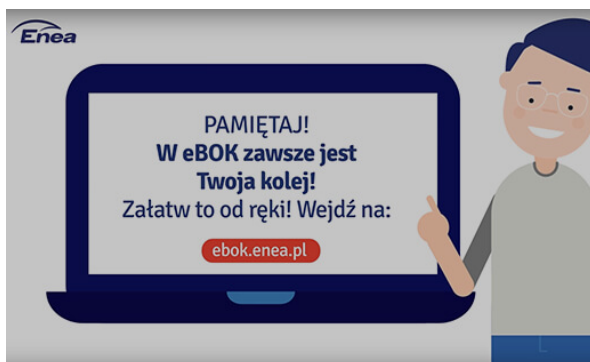 Enea
PAMIĘTAJ!
W eBOK zawsze jest
Twoja kolej!
Załatw to od ręki! Wejdź na:
ebok.enea.pl